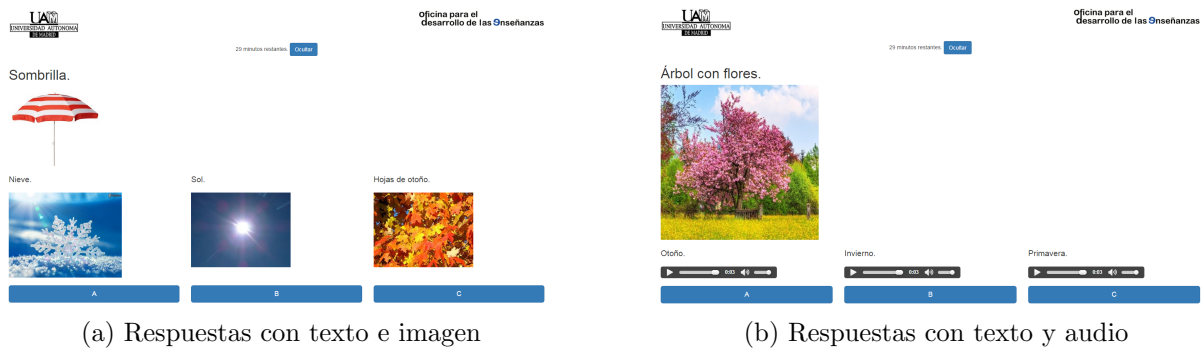 UAM
UNIVERSIDAD AUTONOMA
DE MADRID
oficina para el
desarrollo de las enseñanzas
29 minutos restantes. Ocultar
Sombrilla.
Nieve. Sol. Hojas de otoño.
A B C
(a) Respuestas con texto e imagen
UAM
UNIVERSIDAD AUTONOMA
DE MADRID
oficina para el
desarrollo de las enseñanzas
29 minutos restantes. Ocultar
Árbol con flores.
Otoño. Invierno. Primavera.
0:03 0:03 0:03
A B C
(b) Respuestas con texto y audio